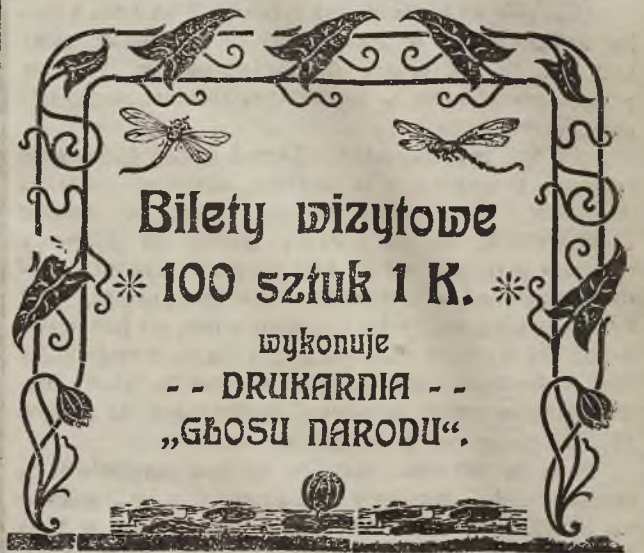 Bilety wizytowe
* 100 sztuk 1 K. *
wykonuje
- - DRUKARNIA - -
„GŁOSU NARODU“.